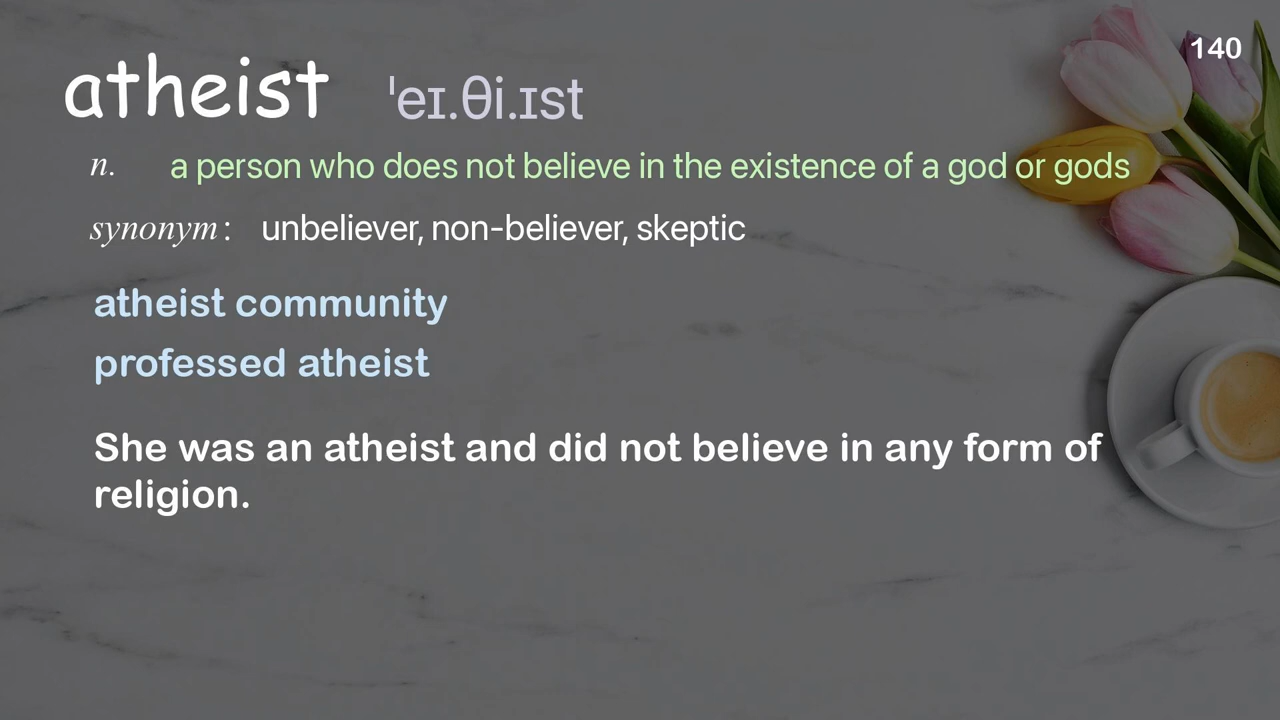 140
atheist ˈeɪ.θi.ɪst
n. a person who does not believe in the existence of a god or gods
synonym: unbeliever, non-believer, skeptic
atheist community
professed atheist
She was an atheist and did not believe in any form of
religion.